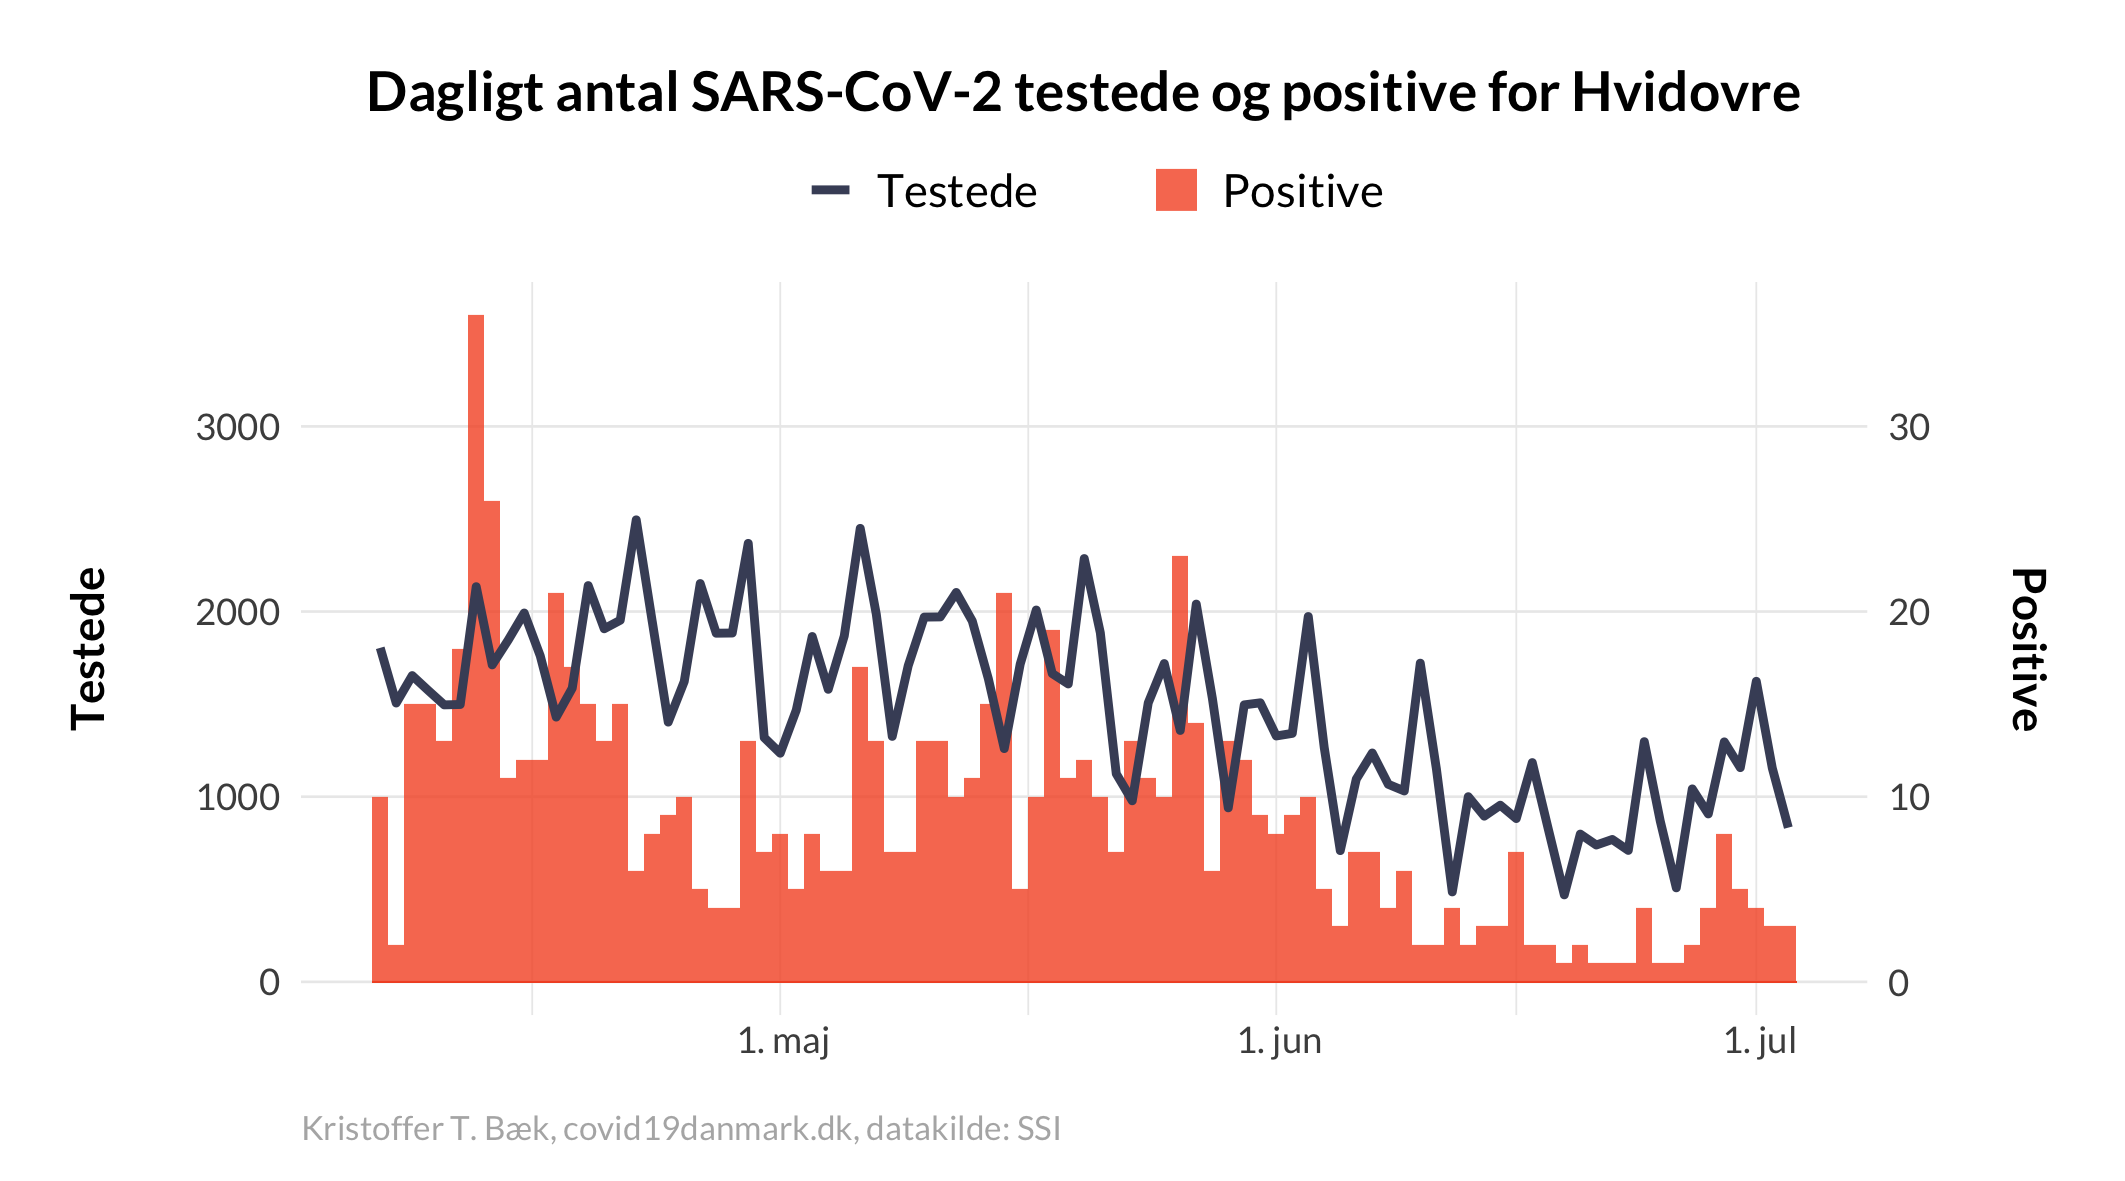 Dagligt antal SARS-CoV-2 testede og positive for Hvidovre
Testede Positive
3000 30
2000 20
1000 10
0 0
Testede
Positive
1. maj 1. jun 1. jul
Kristoffer T. Bæk, covid19danmark.dk, datakilde: SSI